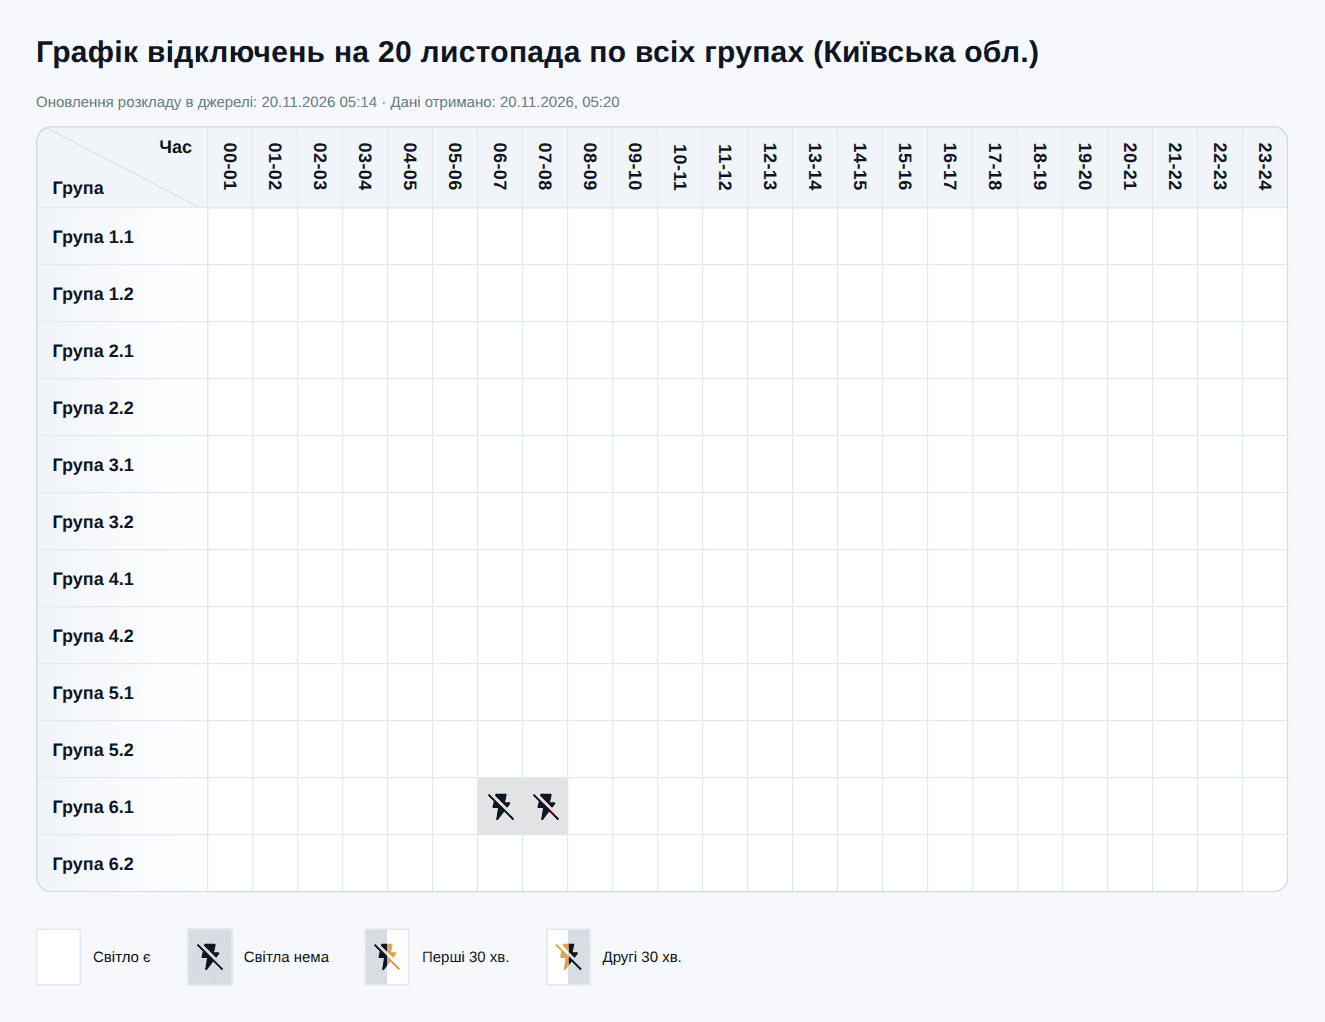 Графік відключень на 20 листопада по всіх групах (Київська обл.)
Оновлення розкладу в джерелі: 20.11.2026 05:14 · Дані отримано: 20.11.2026, 05:20
Час
Група
00-01 01-02 02-03 03-04 04-05 05-06 06-07 07-08 08-09 09-10 10-11 11-12 12-13 13-14 14-15 15-16 16-17 17-18 18-19 19-20 20-21 21-22 22-23 23-24
Група 1.1
Група 1.2
Група 2.1
Група 2.2
Група 3.1
Група 3.2
Група 4.1
Група 4.2
Група 5.1
Група 5.2
Група 6.1
Група 6.2
Світло є Світла нема Перші 30 хв. Другі 30 хв.